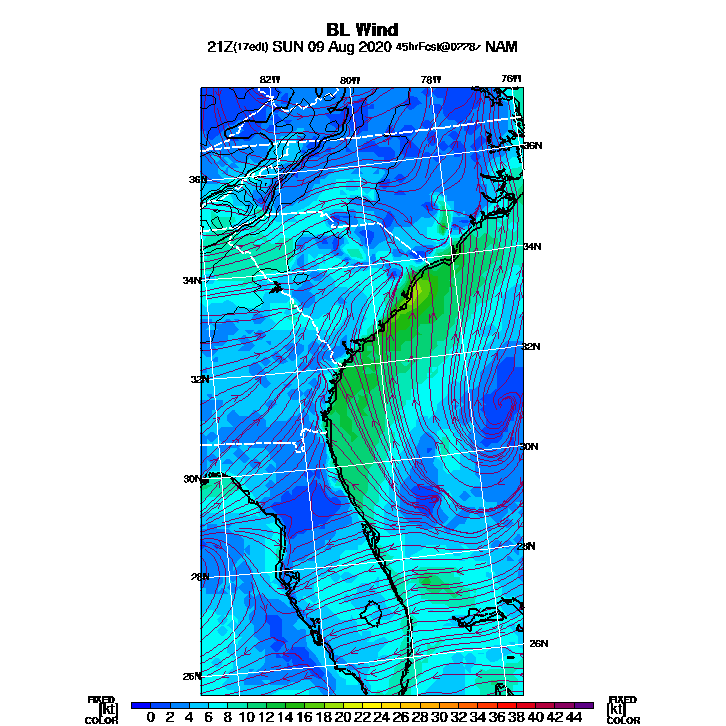 BL Wind
21Z(17edt) SUN 09 Aug 2020 45hrFcst@0778z NAM
82W 80W 78W 76W
36N
36N
34N
34N
32N
32N
30N
30N
28N
28N
26N
26N
FIXED FIXED
[kt] 0 2 4 6 8 10 12 14 16 18 20 22 24 26 28 30 32 34 36 38 40 42 44 [kt]
COLOR COLOR